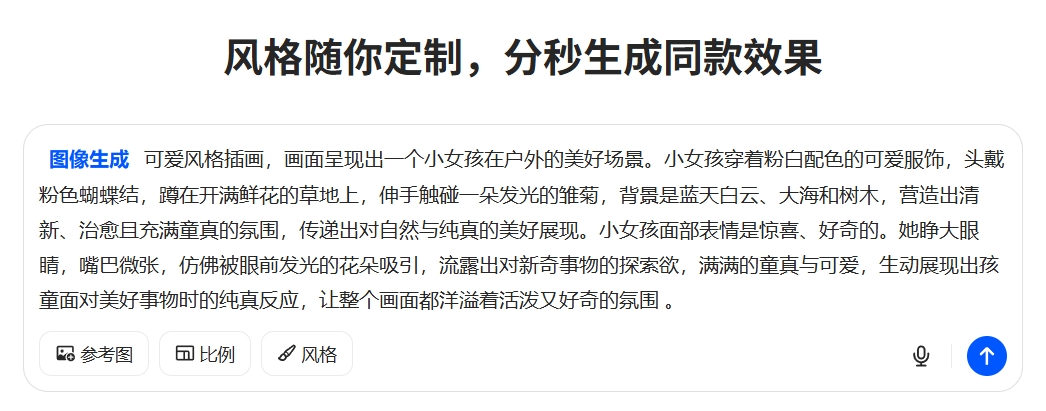 风格随你定制，分秒生成同款效果
图像生成 可爱风格插画，画面呈现出一个小女孩在户外的美好场景。小女孩穿着粉白配色的可爱服饰，头戴
粉色蝴蝶结，蹲在开满鲜花的草地上，伸手触碰一朵发光的雏菊，背景是蓝天白云、大海和树木，营造出清
新、治愈且充满童真的氛围，传递出对自然与纯真的美好展现。小女孩面部表情是惊喜、好奇的。她睁大眼
睛，嘴巴微张，仿佛被眼前发光的花朵吸引，流露出对新奇事物的探索欲，满满的童真与可爱，生动展现出孩
童面对美好事物时的纯真反应，让整个画面都洋溢着活泼又好奇的氛围 。
参考图 比例 风格